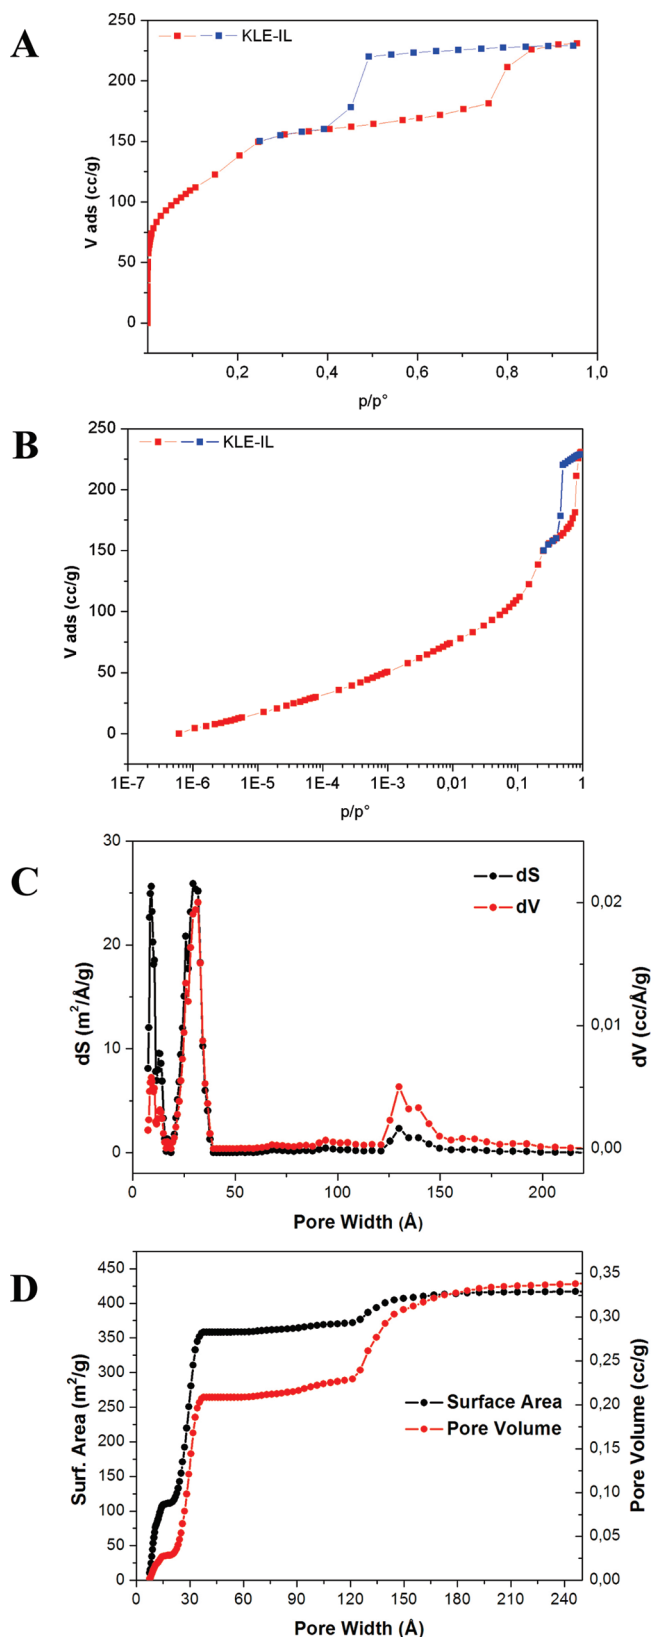 A
KLE-IL
250
200
150
100
50
0
V ads (cc/g)
0,2 0,4 0,6 0,8 1,0
p/p°
B
KLE-IL
250
200
150
100
50
0
V ads (cc/g)
1E-7 1E-6 1E-5 1E-4 1E-3 0,01 0,1 1
p/p°
C
dS
dV
30
20
10
0
dS (m²/Å/g)
0,02
0,01
0,00
dV (cc/Å/g)
0 50 100 150 200
Pore Width (Å)
D
Surface Area
Pore Volume
450
400
350
300
250
200
150
100
50
0
Surf. Area (m²/g)
0,35
0,30
0,25
0,20
0,15
0,10
0,05
0,00
Pore Volume (cc/g)
0 30 60 90 120 150 180 210 240
Pore Width (Å)